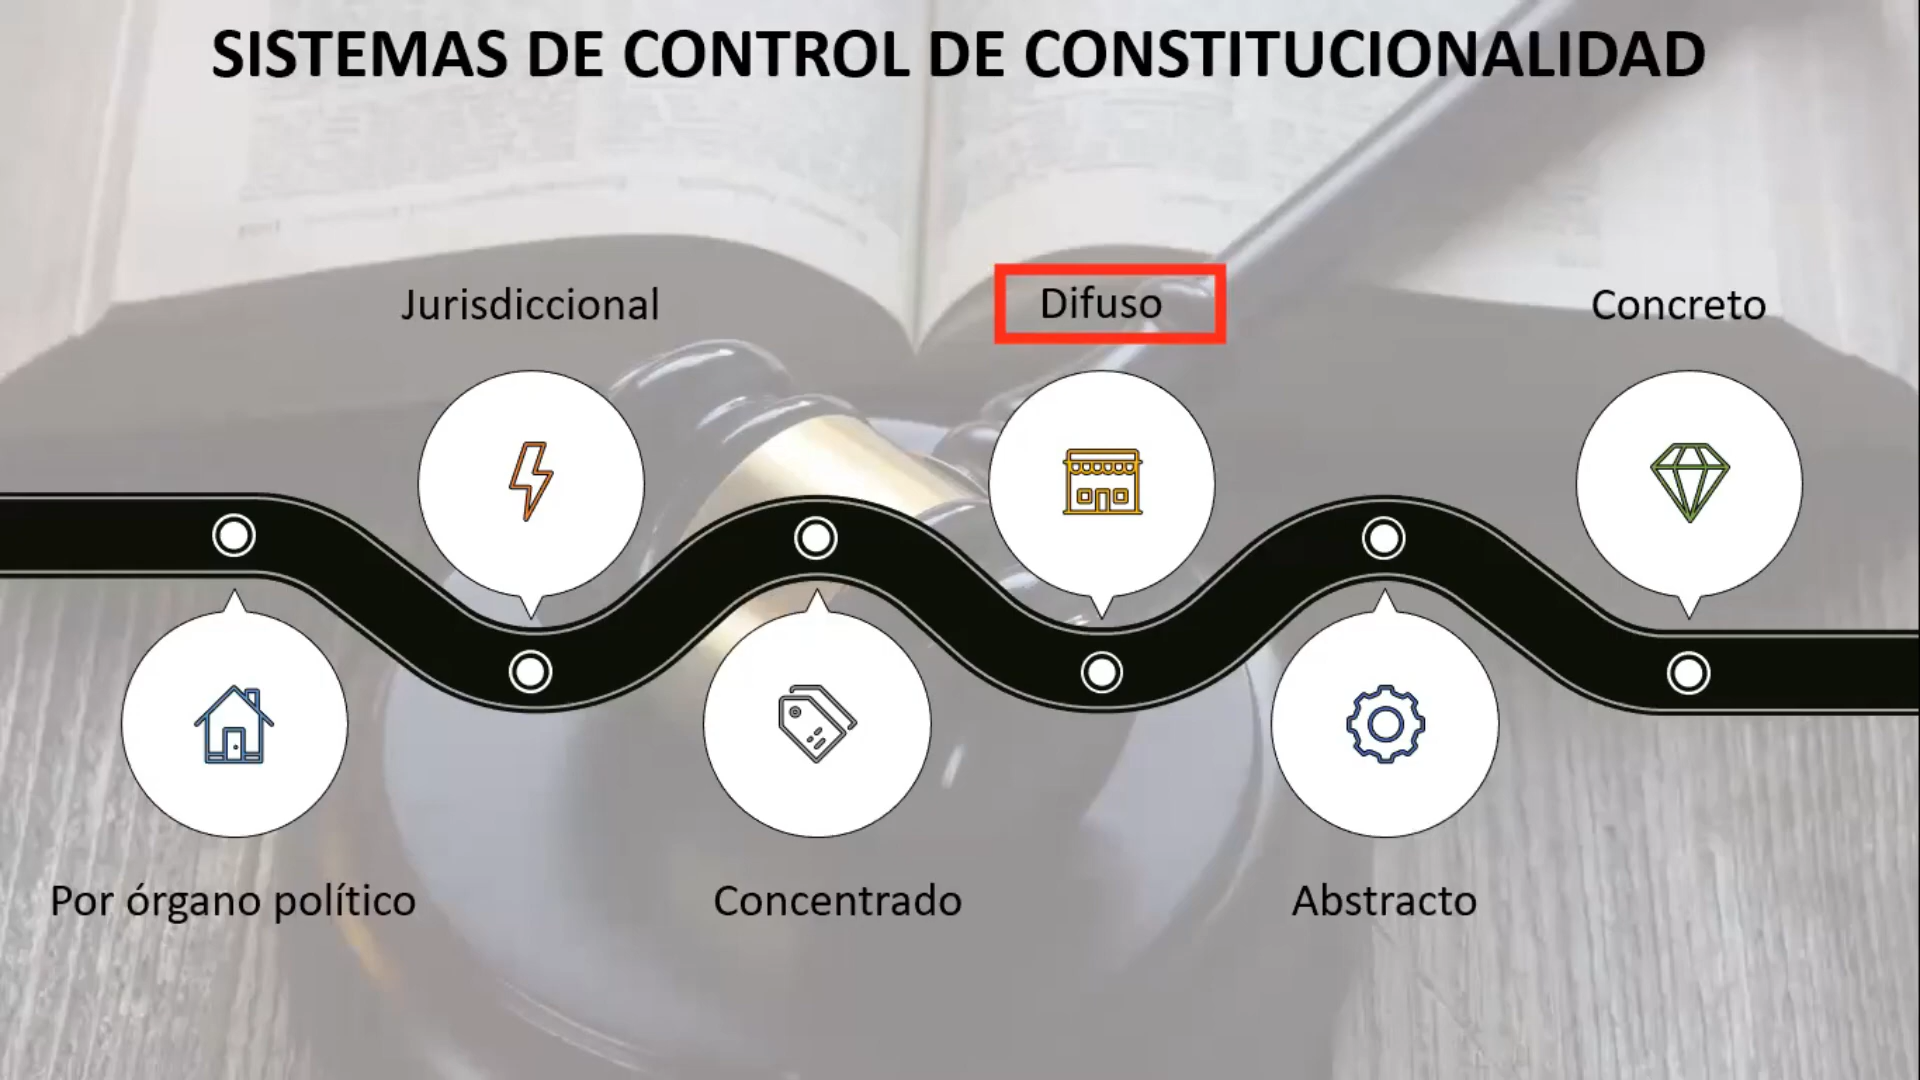 SISTEMAS DE CONTROL DE CONSTITUCIONALIDAD
Jurisdiccional
Difuso
Concreto
Por órgano político
Concentrado
Abstracto